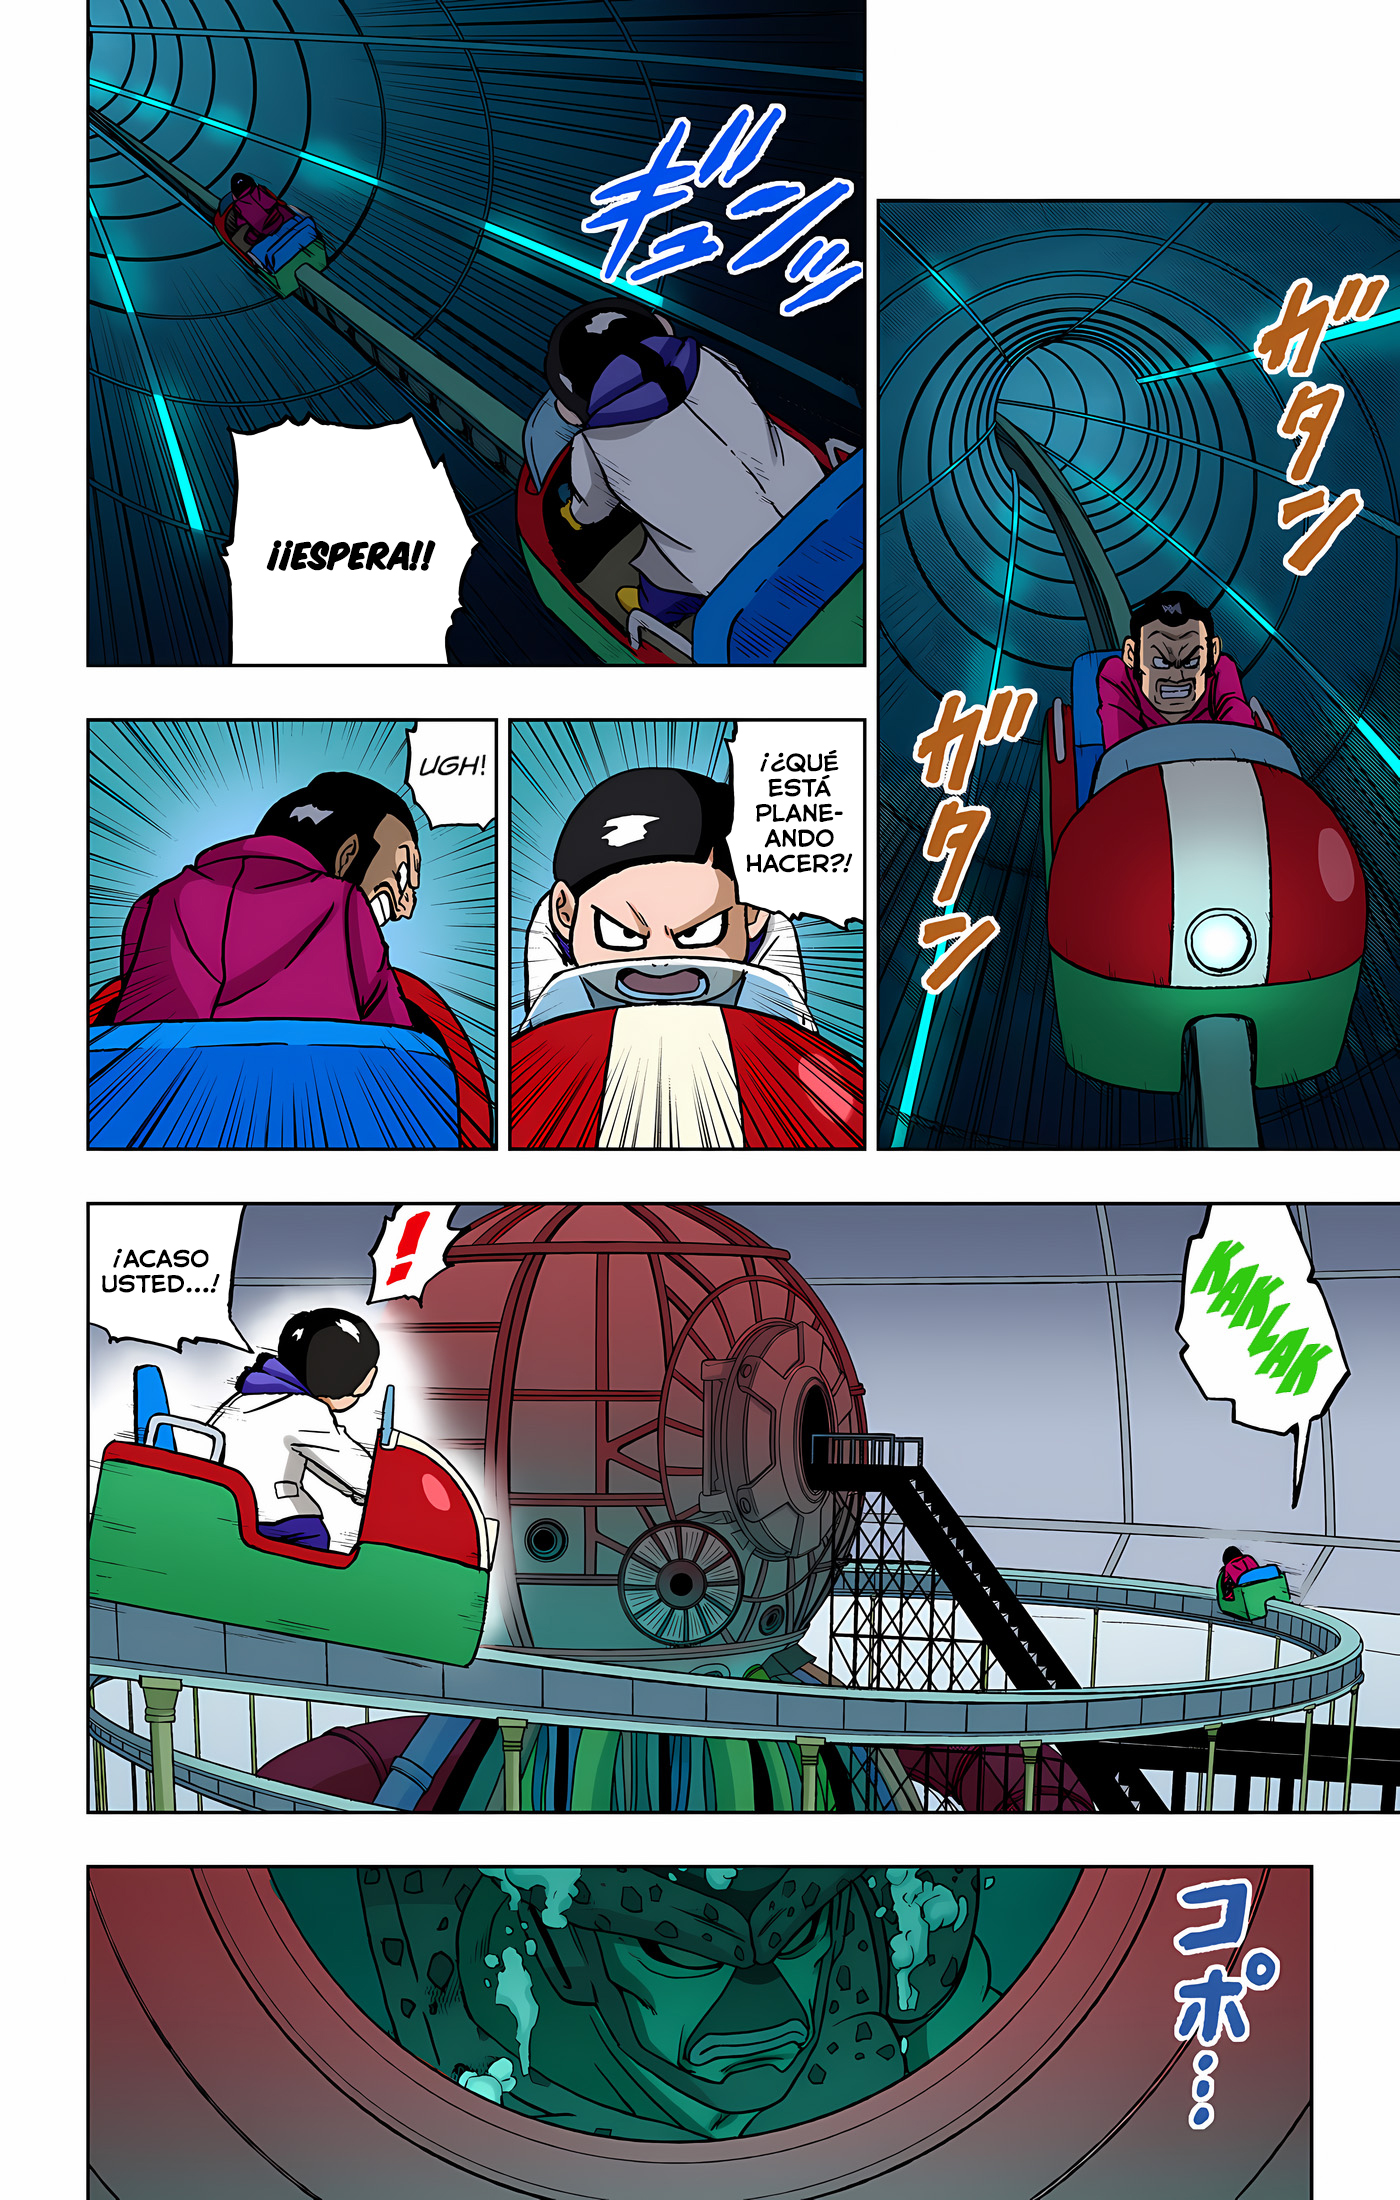 ガタン
ガタン
ギュンッ
¡¡ESPERA!!
¡¿QUÉ
ESTÁ
PLANE-
ANDO
HACER?!
UGH!
KAKLAK
!
¡ACASO
USTED...!
コポ…